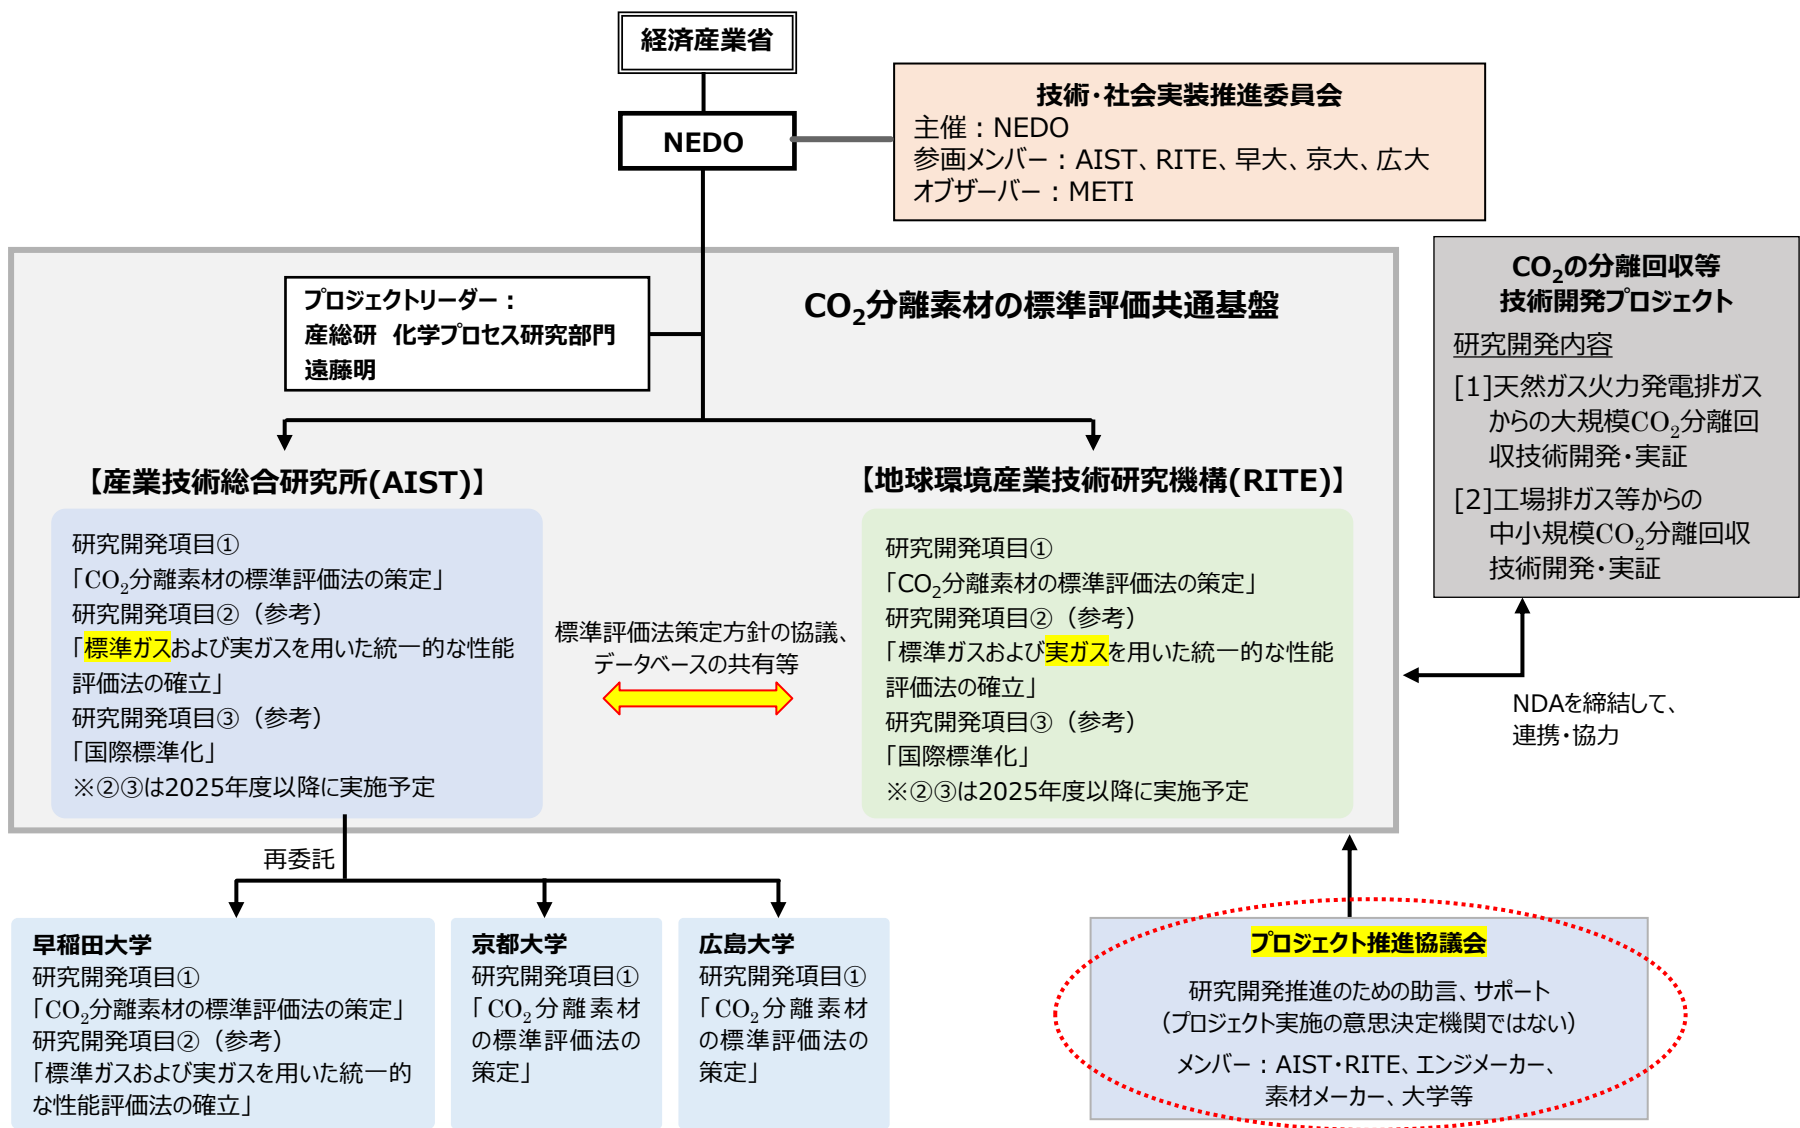 経済産業省
NEDO
技術・社会実装推進委員会
主催：NEDO
参画メンバー：AIST、RITE、早大、京大、広大
オブザーバー：METI
CO₂分離素材の標準評価共通基盤
プロジェクトリーダー：
産総研 化学プロセス研究部門
遠藤明
CO₂の分離回収等
技術開発プロジェクト
研究開発内容
[1]天然ガス火力発電排ガス
からの大規模CO₂分離回
収技術開発・実証
[2]工場排ガス等からの
中小規模CO₂分離回収
技術開発・実証
NDAを締結して、
連携・協力
【産業技術総合研究所(AIST)】
研究開発項目①
「CO₂分離素材の標準評価法の策定」
研究開発項目②（参考）
「標準ガスおよび実ガスを用いた統一的な性能
評価法の確立」
研究開発項目③（参考）
「国際標準化」
※②③は2025年度以降に実施予定
標準評価法策定方針の協議、
データベースの共有等
【地球環境産業技術研究機構(RITE)】
研究開発項目①
「CO₂分離素材の標準評価法の策定」
研究開発項目②（参考）
「標準ガスおよび実ガスを用いた統一的な性能
評価法の確立」
研究開発項目③（参考）
「国際標準化」
※②③は2025年度以降に実施予定
再委託
早稲田大学
研究開発項目①
「CO₂分離素材の標準評価法の策定」
研究開発項目②（参考）
「標準ガスおよび実ガスを用いた統一的
な性能評価法の確立」
京都大学
研究開発項目①
「CO₂分離素材
の標準評価法の
策定」
広島大学
研究開発項目①
「CO₂分離素材
の標準評価法の
策定」
プロジェクト推進協議会
研究開発推進のための助言、サポート
（プロジェクト実施の意思決定機関ではない）
メンバー：AIST・RITE、エンジメーカー、
素材メーカー、大学等